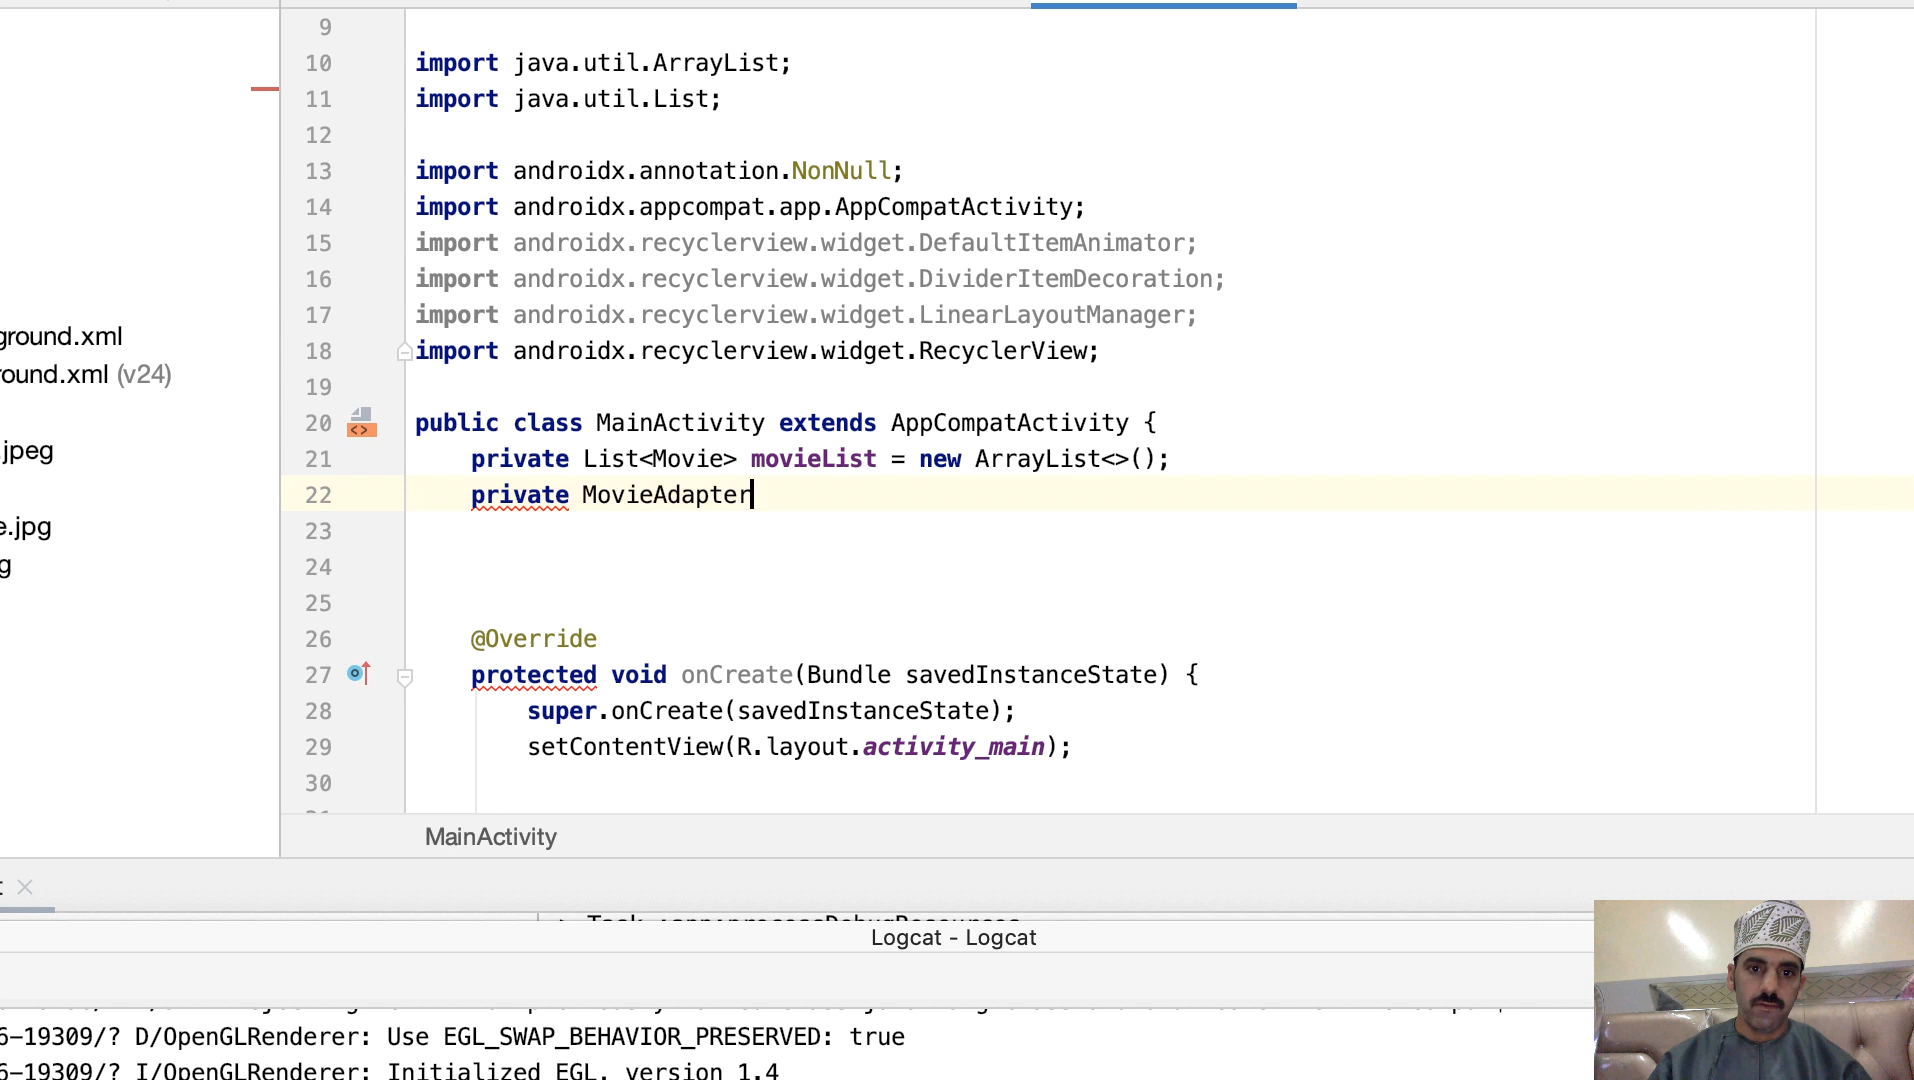 9
10 import java.util.ArrayList;
11 import java.util.List;
12
13 import androidx.annotation.NonNull;
14 import androidx.appcompat.app.AppCompatActivity;
15 import androidx.recyclerview.widget.DefaultItemAnimator;
16 import androidx.recyclerview.widget.DividerItemDecoration;
17 import androidx.recyclerview.widget.LinearLayoutManager;
ground.xml
18 import androidx.recyclerview.widget.RecyclerView;
round.xml (v24)
19
20 public class MainActivity extends AppCompatActivity {
.jpeg
21 private List<Movie> movieList = new ArrayList<>();
22 private MovieAdapter
e.jpg
23
g
24
25
26 @Override
27 protected void onCreate(Bundle savedInstanceState) {
28 super.onCreate(savedInstanceState);
29 setContentView(R.layout.activity_main);
30
MainActivity
Logcat - Logcat
6-19309/? D/OpenGLRenderer: Use EGL_SWAP_BEHAVIOR_PRESERVED: true
6-19309/? I/OpenGLRenderer: Initialized EGL, version 1.4